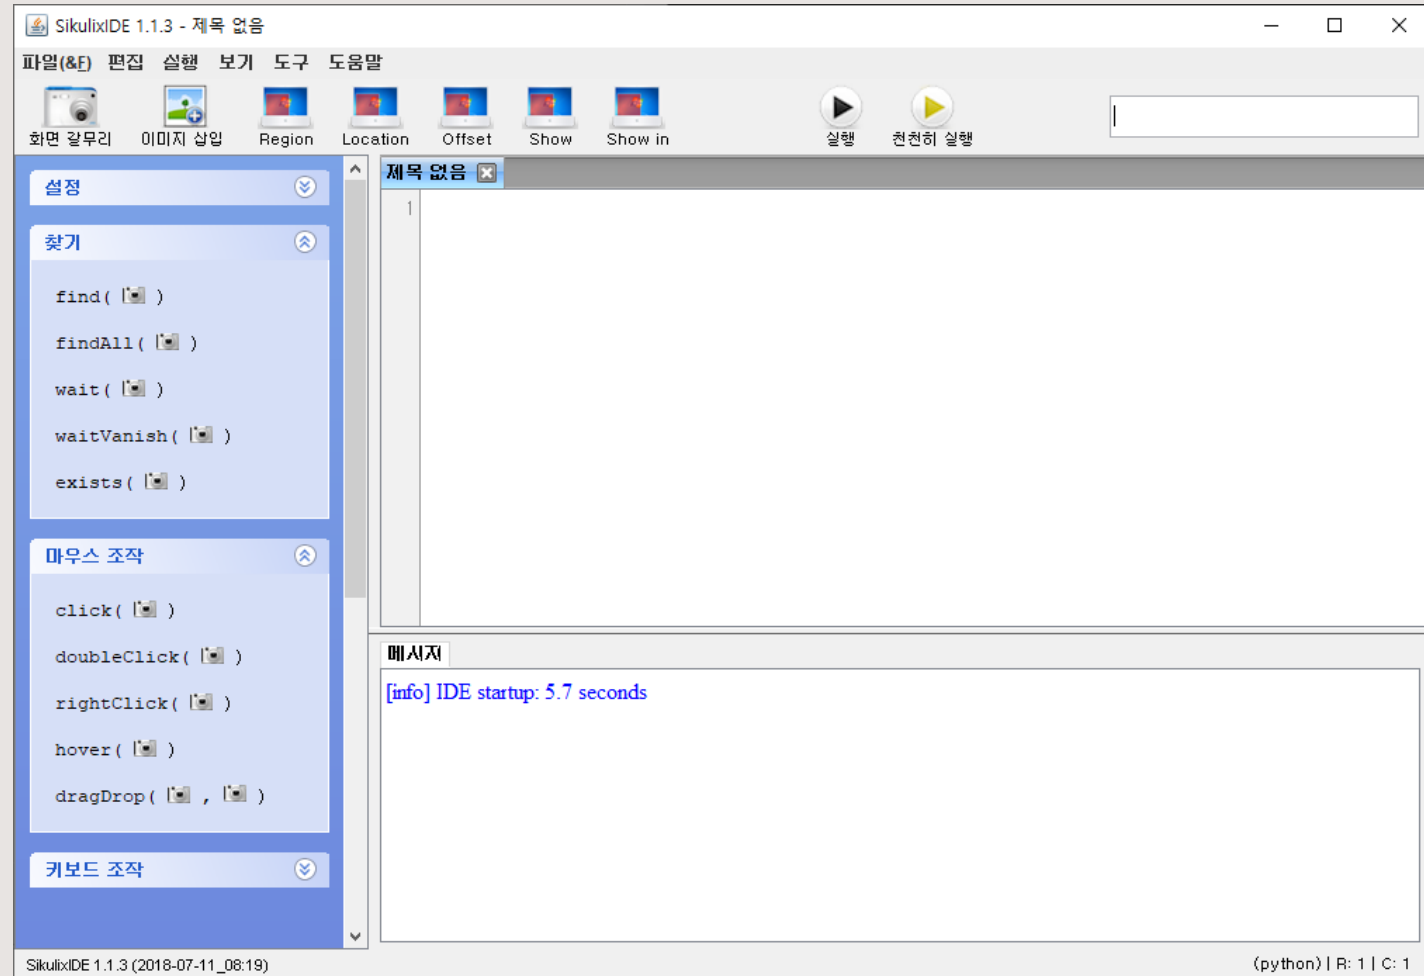 SikulixIDE 1.1.3 - 제목 없음
파일(&F) 편집 실행 보기 도구 도움말
화면 갈무리 이미지 삽입 Region Location Offset Show Show in 실행 천천히 실행
설정
찾기
find( )
findAll( )
wait( )
waitVanish( )
exists( )
마우스 조작
click( )
doubleClick( )
rightClick( )
hover( )
dragDrop( , )
키보드 조작
제목 없음
1
메시지
[info] IDE startup: 5.7 seconds
SikulixIDE 1.1.3 (2018-07-11_08:19)
(python) | R: 1 | C: 1